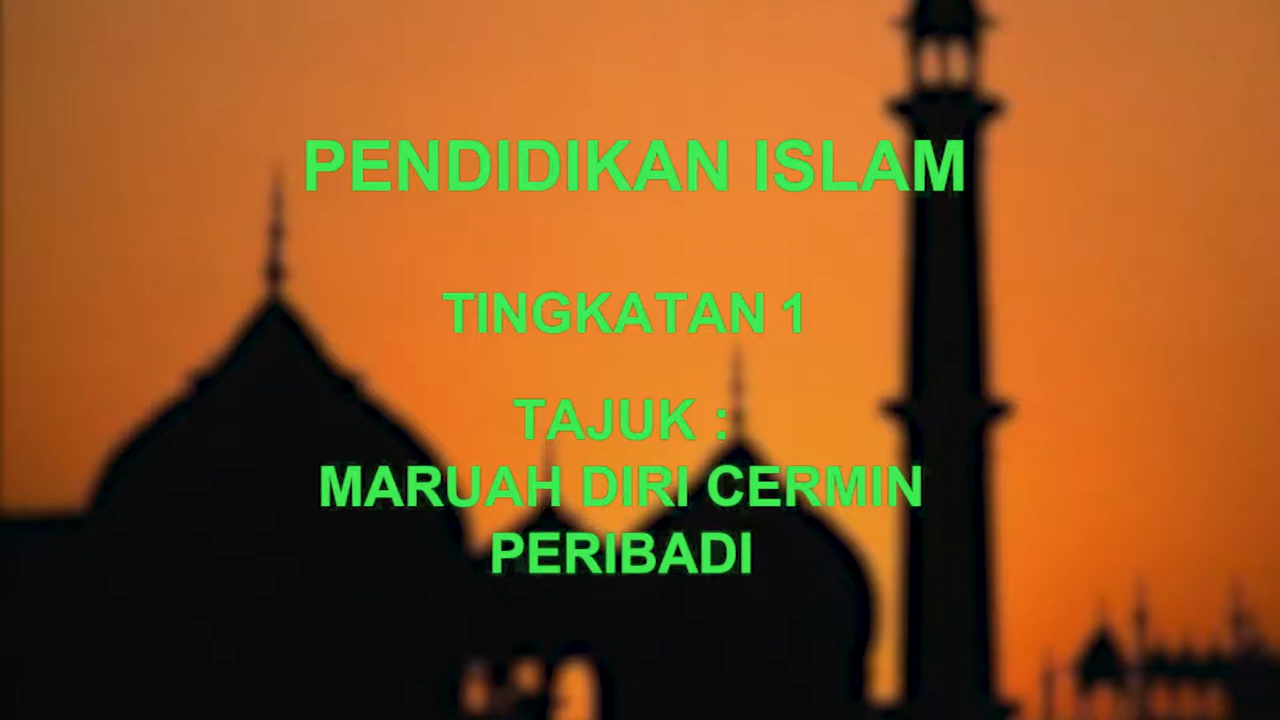 PENDIDIKAN ISLAM
TINGKATAN 1
TAJUK :
MARUAH DIRI CERMIN
PERIBADI